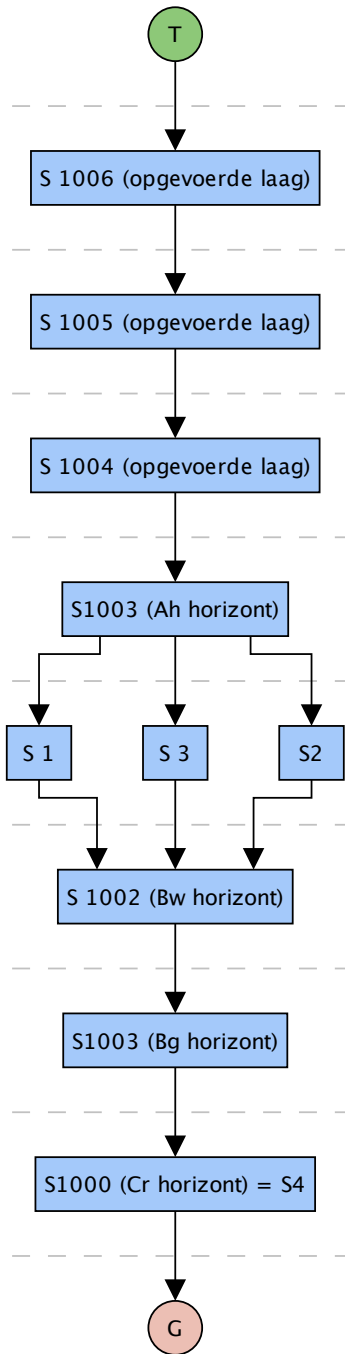 T
S 1006 (opgevoerde laag)
S 1005 (opgevoerde laag)
S 1004 (opgevoerde laag)
S1003 (Ah horizont)
S 1
S 3
S2
S 1002 (Bw horizont)
S1003 (Bg horizont)
S1000 (Cr horizont) = S4
G